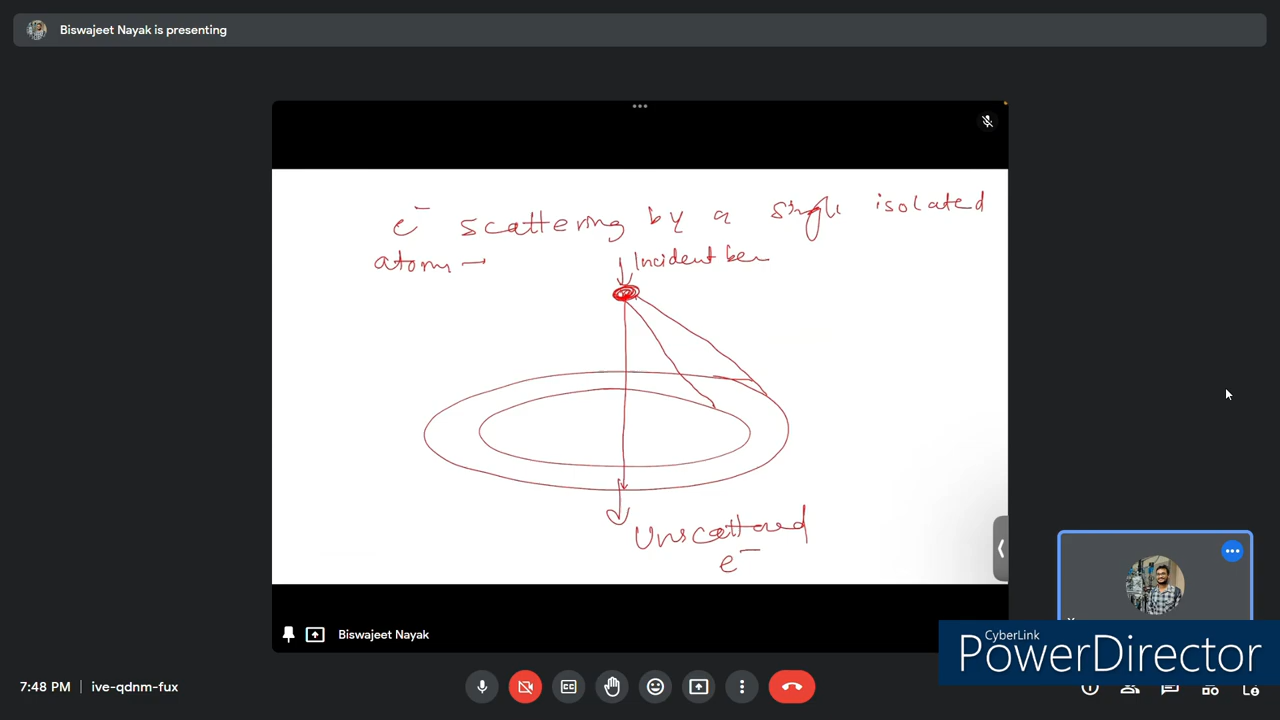 Biswajeet Nayak is presenting
e⁻ scattering by a single isolated
atom →
Incident bem
Unscattered
e⁻
Biswajeet Nayak
7:48 PM | ive-qdnm-fux
CyberLink
PowerDirector